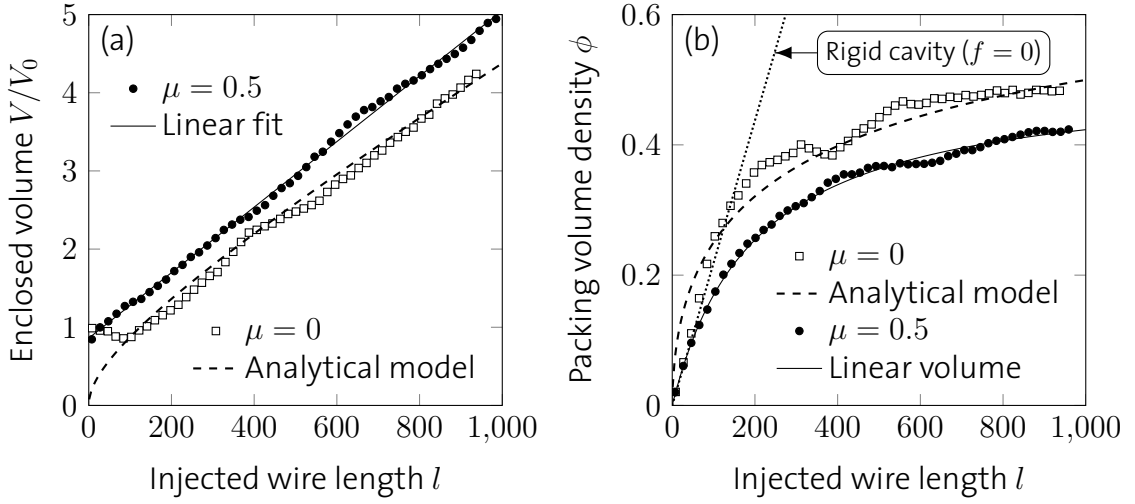 (a)
μ = 0.5
Linear fit
μ = 0
Analytical model
Enclosed volume V/V₀
5
4
3
2
1
0
0 200 400 600 800 1,000
Injected wire length l
(b)
Rigid cavity (f = 0)
μ = 0
Analytical model
μ = 0.5
Linear volume
Packing volume density ϕ
0.6
0.4
0.2
0
0 200 400 600 800 1,000
Injected wire length l